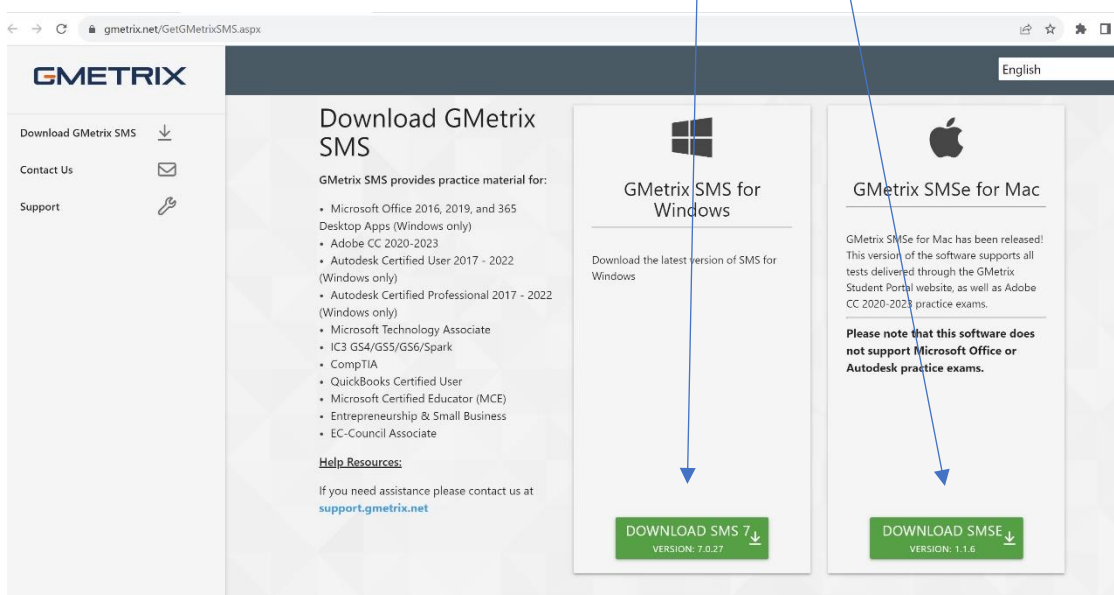 gmetrix.net/GetGMetrixSMS.aspx
GMETRIX
English
Download GMetrix SMS
Contact Us
Support
Download GMetrix
SMS
GMetrix SMS provides practice material for:
• Microsoft Office 2016, 2019, and 365
Desktop Apps (Windows only)
• Adobe CC 2020-2023
• Autodesk Certified User 2017 - 2022
(Windows only)
• Autodesk Certified Professional 2017 - 2022
(Windows only)
• Microsoft Technology Associate
• IC3 GS4/GS5/GS6/Spark
• CompTIA
• QuickBooks Certified User
• Microsoft Certified Educator (MCE)
• Entrepreneurship & Small Business
• EC-Council Associate
Help Resources:
If you need assistance please contact us at
support.gmetrix.net
GMetrix SMS for
Windows
Download the latest version of SMS for
Windows
DOWNLOAD SMS 7
VERSION: 7.0.27
GMetrix SMSe for Mac
GMetrix SMSe for Mac has been released!
This version of the software supports all
tests delivered through the GMetrix
Student Portal website, as well as Adobe
CC 2020-2023 practice exams.
Please note that this software does
not support Microsoft Office or
Autodesk practice exams.
DOWNLOAD SMSE
VERSION: 1.1.6